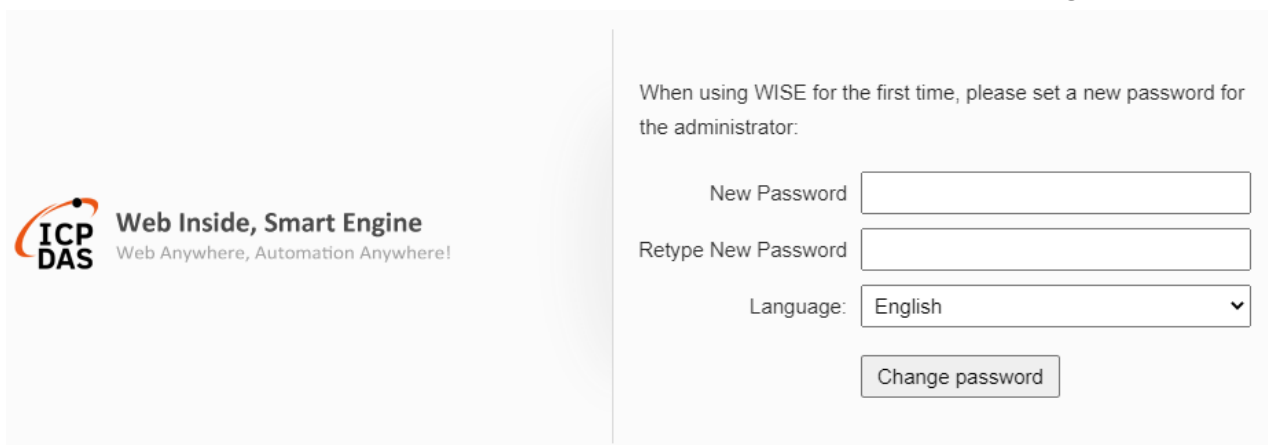 ICP
DAS
Web Inside, Smart Engine
Web Anywhere, Automation Anywhere!
When using WISE for the first time, please set a new password for
the administrator:
New Password
Retype New Password
Language: English
Change password